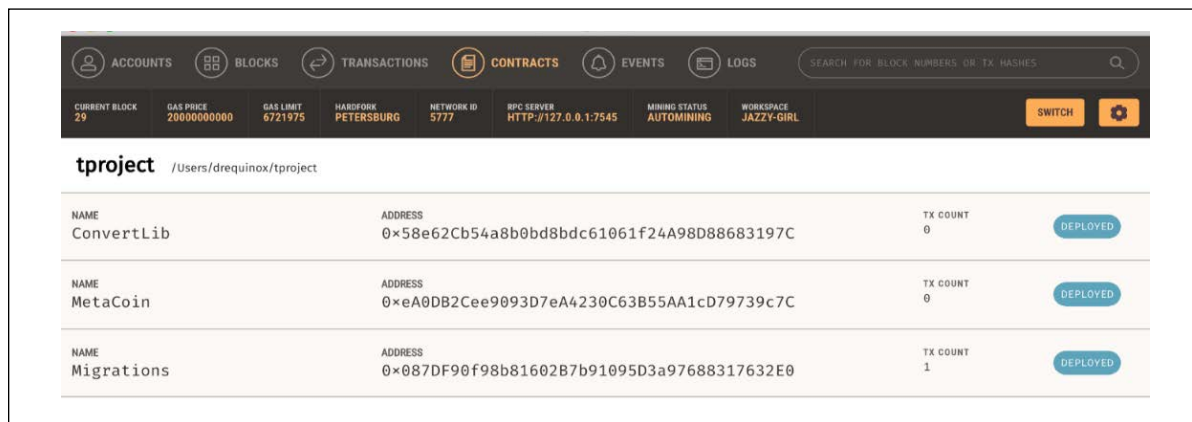 ACCOUNTS BLOCKS TRANSACTIONS CONTRACTS EVENTS LOGS SEARCH FOR BLOCK NUMBERS OR TX HASHES
CURRENT BLOCK GAS PRICE GAS LIMIT HARDFORK NETWORK ID RPC SERVER MINING STATUS WORKSPACE
29 20000000000 6721975 PETERSBURG 5777 HTTP://127.0.0.1:7545 AUTOMINING JAZZY-GIRL SWITCH
tproject /Users/drequinox/tproject
NAME ADDRESS TX COUNT
ConvertLib 0×58e62Cb54a8b0bd8bdc61061f24A98D88683197C 0 DEPLOYED
NAME ADDRESS TX COUNT
MetaCoin 0×eA0DB2Cee9093D7eA4230C63B55AA1cD79739c7C 0 DEPLOYED
NAME ADDRESS TX COUNT
Migrations 0×087DF90f98b81602B7b91095D3a97688317632E0 1 DEPLOYED